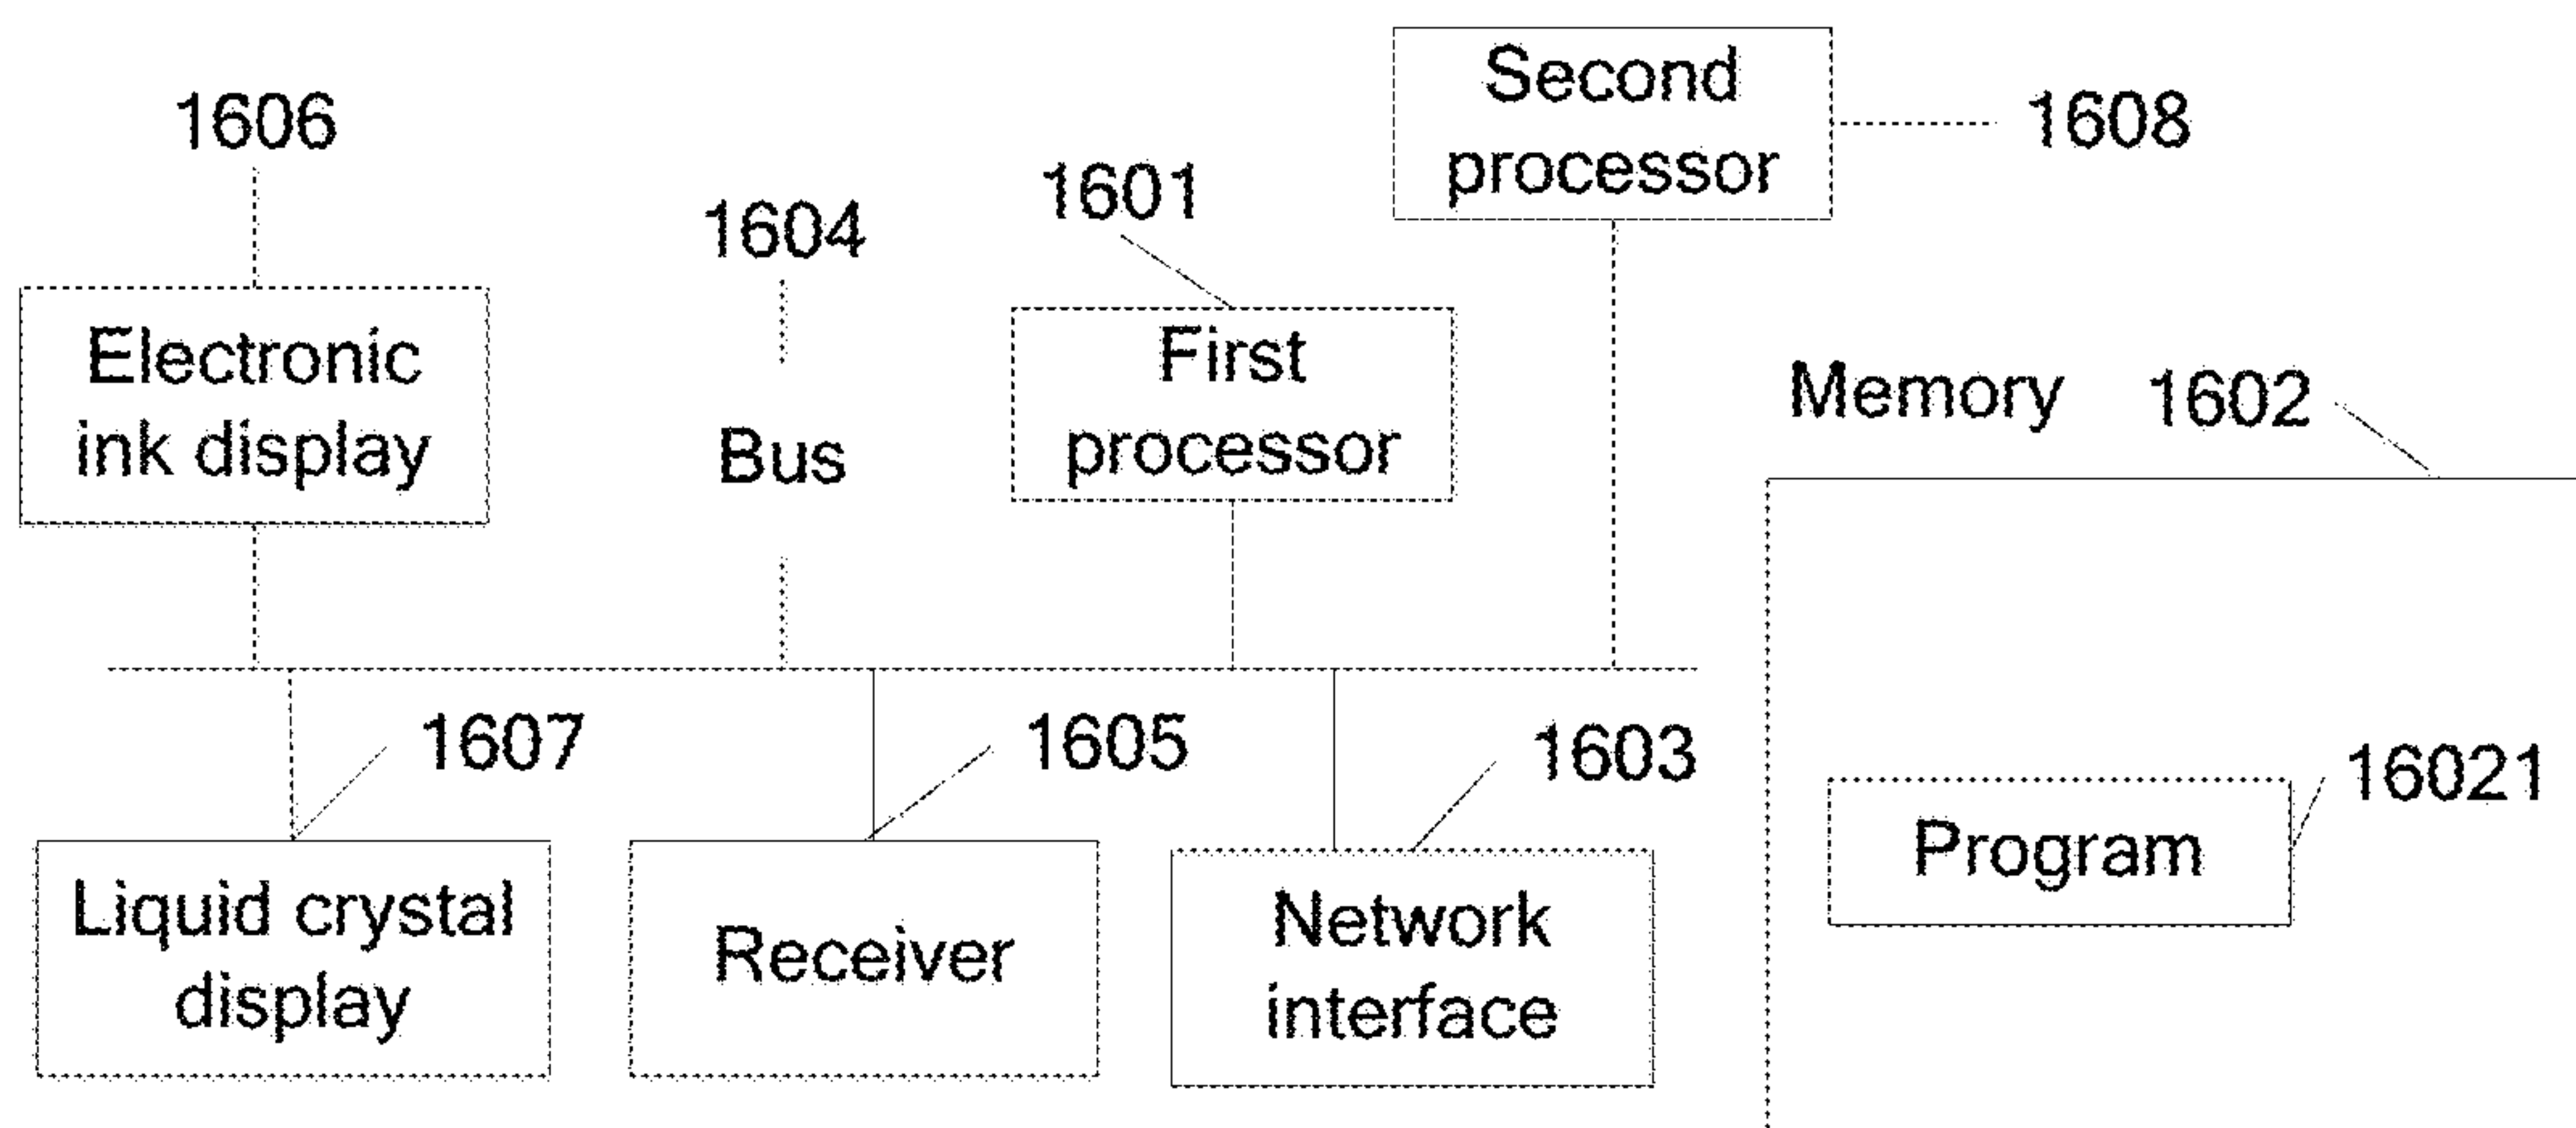 Second
processor
1608
1606
1601
1604
Electronic
ink display
First
processor
Memory 1602
Bus
1607
1605
1603
16021
Program
Liquid crystal
display
Receiver
Network
interface